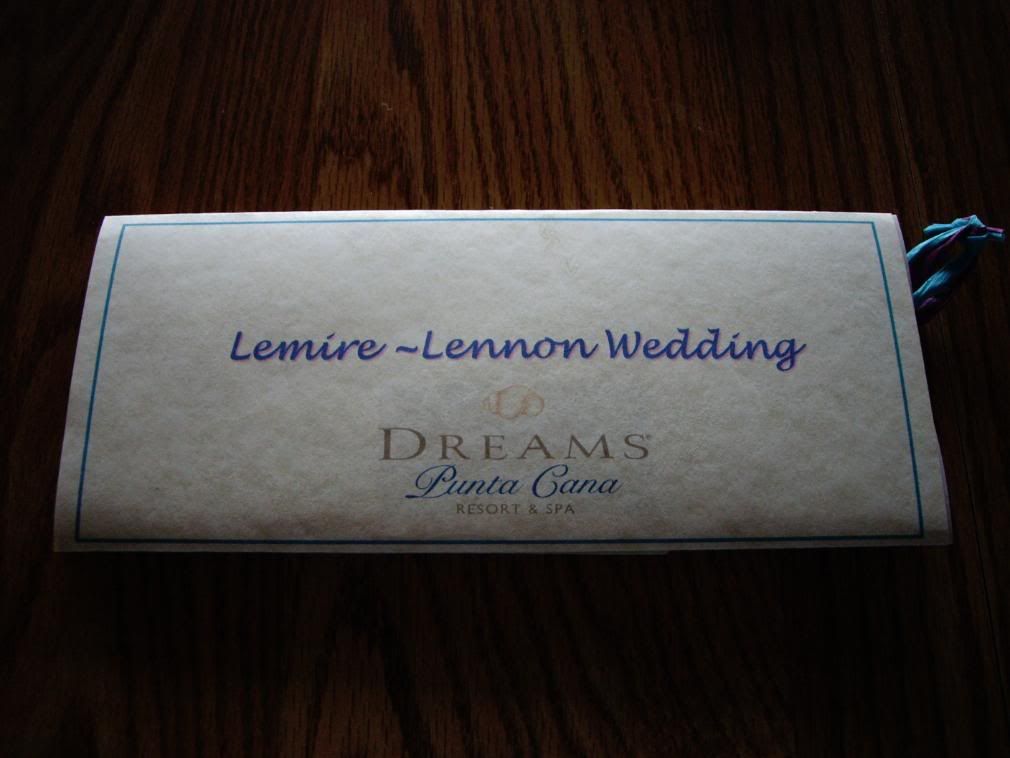 Lemire ~Lennon Wedding
DREAMS®
Punta Cana
RESORT & SPA